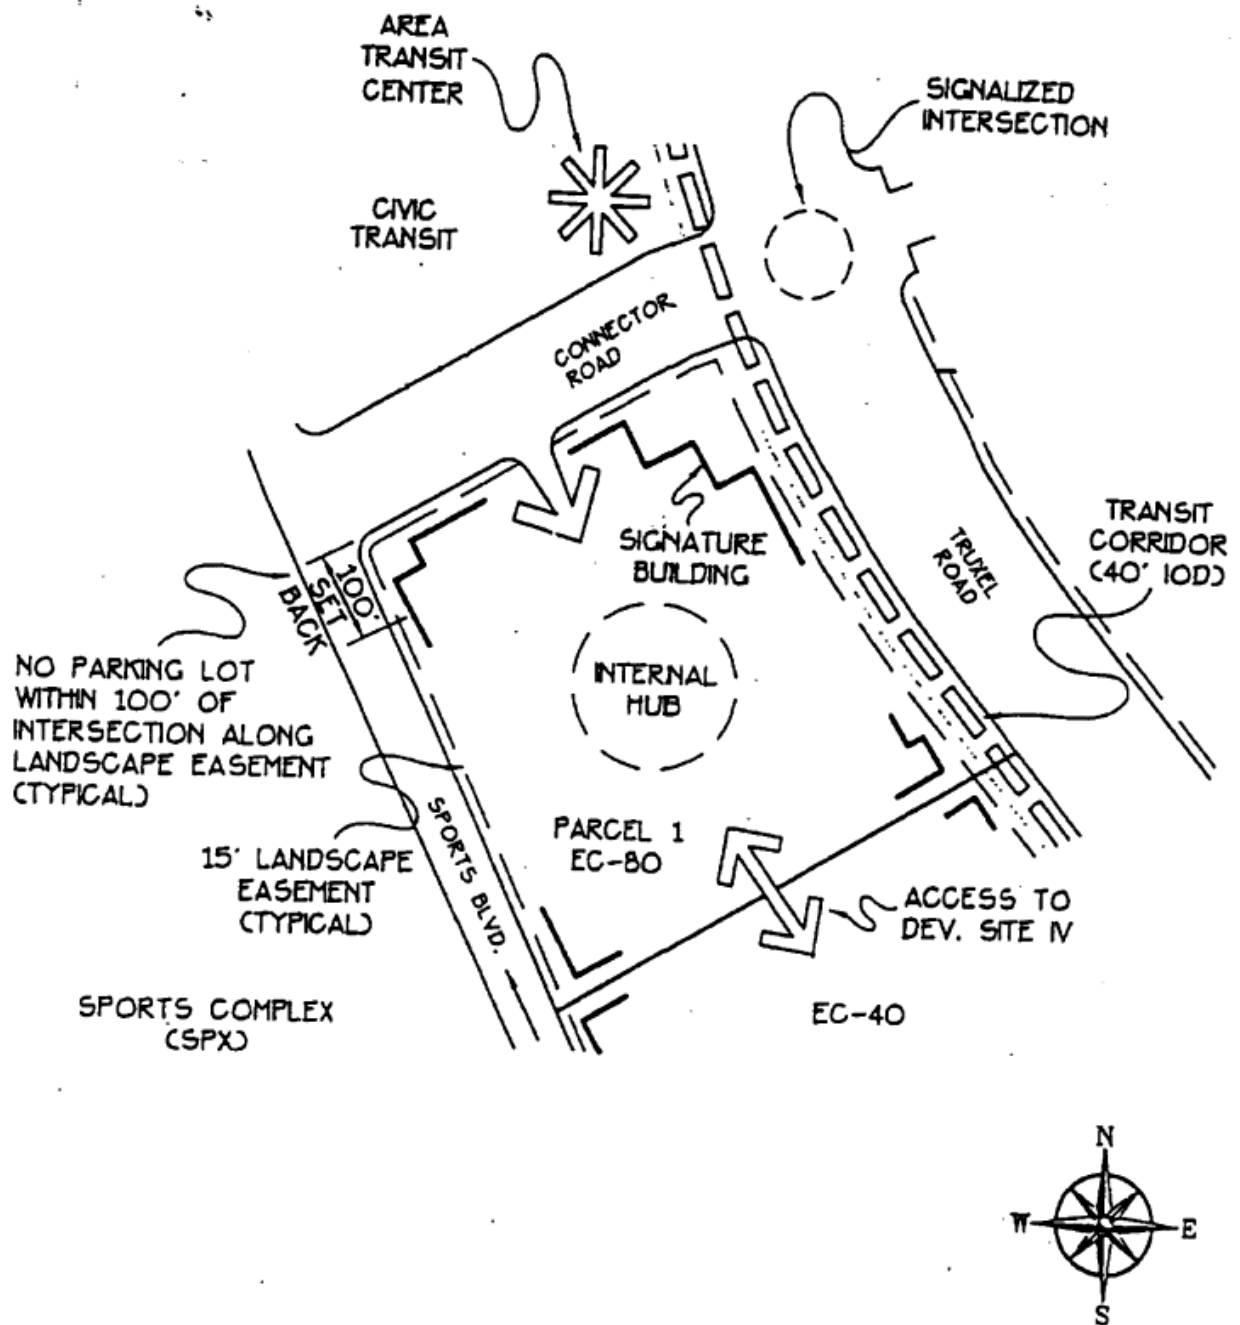 AREA
TRANSIT
CENTER
SIGNALIZED
INTERSECTION
CIVIC
TRANSIT
CONNECTOR
ROAD
TRANSIT
CORRIDOR
(40' IOD)
TRUXEL
ROAD
SIGNATURE
BUILDING
100'
SET
BACK
NO PARKING LOT
WITHIN 100' OF
INTERSECTION ALONG
LANDSCAPE EASEMENT
(TYPICAL)
INTERNAL
HUB
SPORTS BLVD.
PARCEL 1
EC-80
15' LANDSCAPE
EASEMENT
(TYPICAL)
ACCESS TO
DEV. SITE IV
SPORTS COMPLEX
(SPX)
EC-40
N
W
E
S